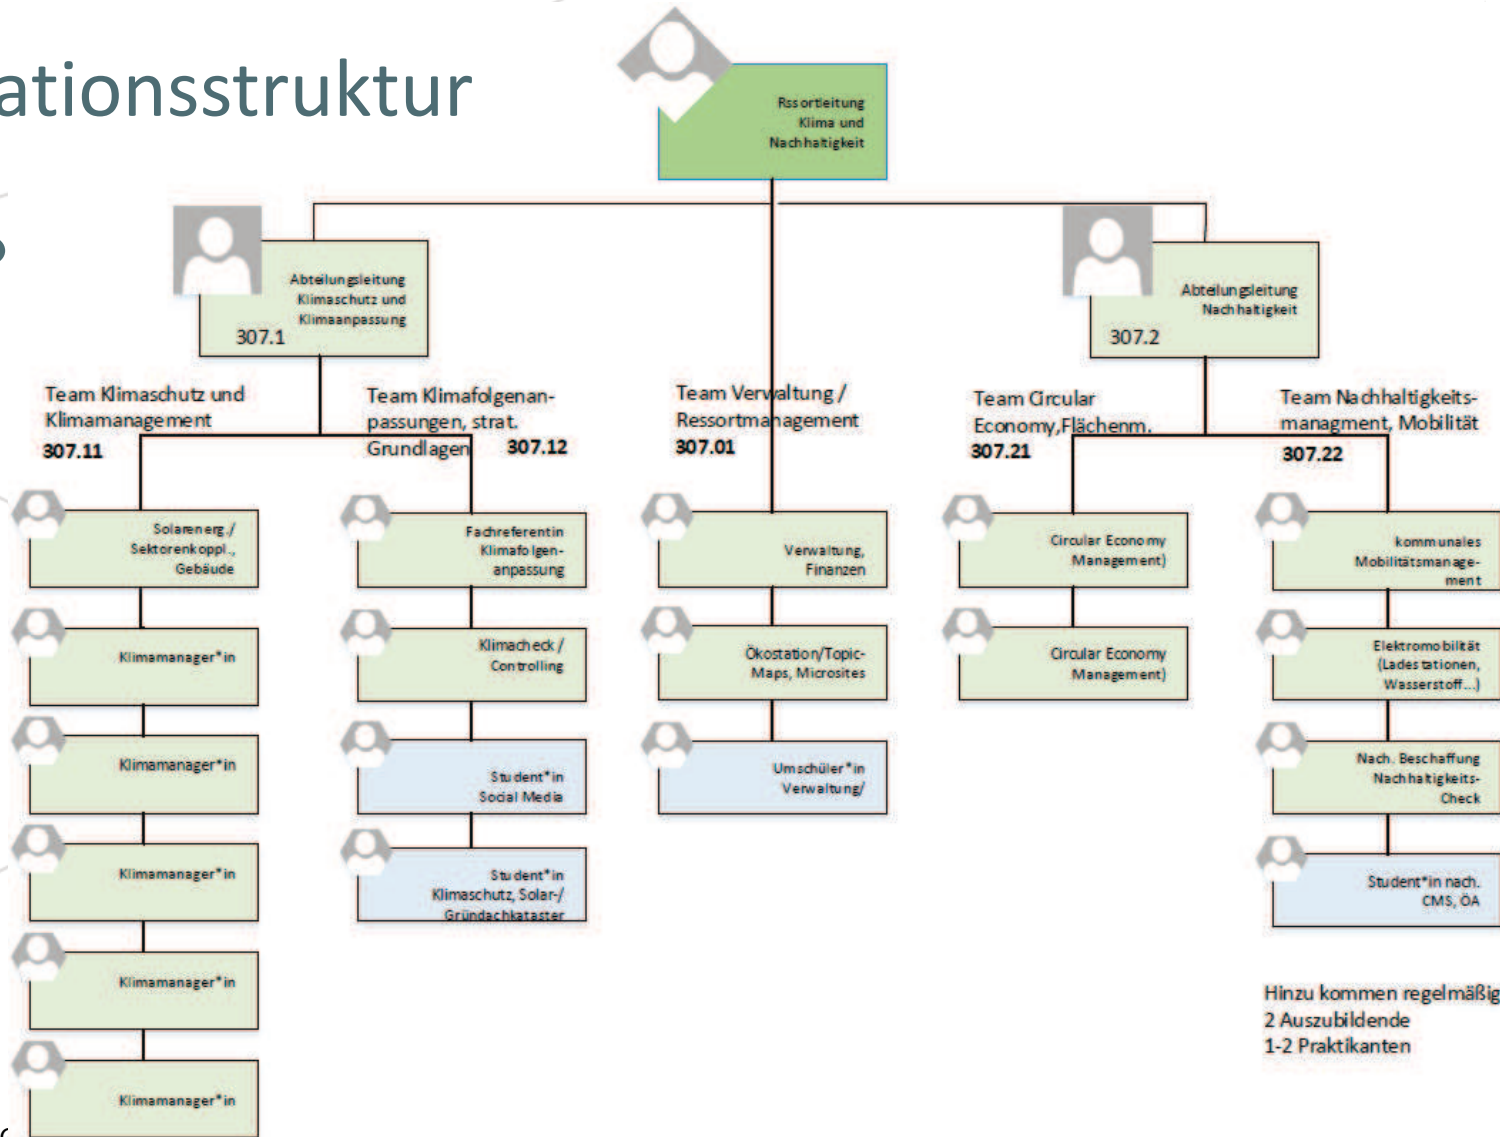 ationsstruktur
Rssortleitung
Klima und
Nachhaltigkeit
Abteilungsleitung
Klimaschutz und
Klimaanpassung
307.1
Abteilungsleitung
Nachhaltigkeit
307.2
Team Klimaschutz und
Klimamanagement
307.11
Team Klimafolgenan-
passungen, strat.
Grundlagen 307.12
Team Verwaltung /
Ressortmanagement
307.01
Team Circular
Economy,Flächenm.
307.21
Team Nachhaltigkeits-
managment, Mobilität
307.22
Solarenerg./
Sektorenkoppl.,
Gebäude
Klimamanager*in
Klimamanager*in
Klimamanager*in
Klimamanager*in
Klimamanager*in
Fachreferentin
Klimafolgen-
anpassung
Klimacheck /
Controlling
Student*in
Social Media
Student*in
Klimaschutz, Solar-/
Gründachkataster
Verwaltung,
Finanzen
Ökostation/Topic-
Maps, Microsites
Umschüler*in
Verwaltung/
Circular Economy
Management)
Circular Economy
Management)
kommunales
Mobilitätsmanage-
ment
Elektromobilität
(Ladestationen,
Wasserstoff...)
Nach. Beschaffung
Nachhaltigkeits-
Check
Student*in nach.
CMS, ÖA
Hinzu kommen regelmäßig
2 Auszubildende
1-2 Praktikanten